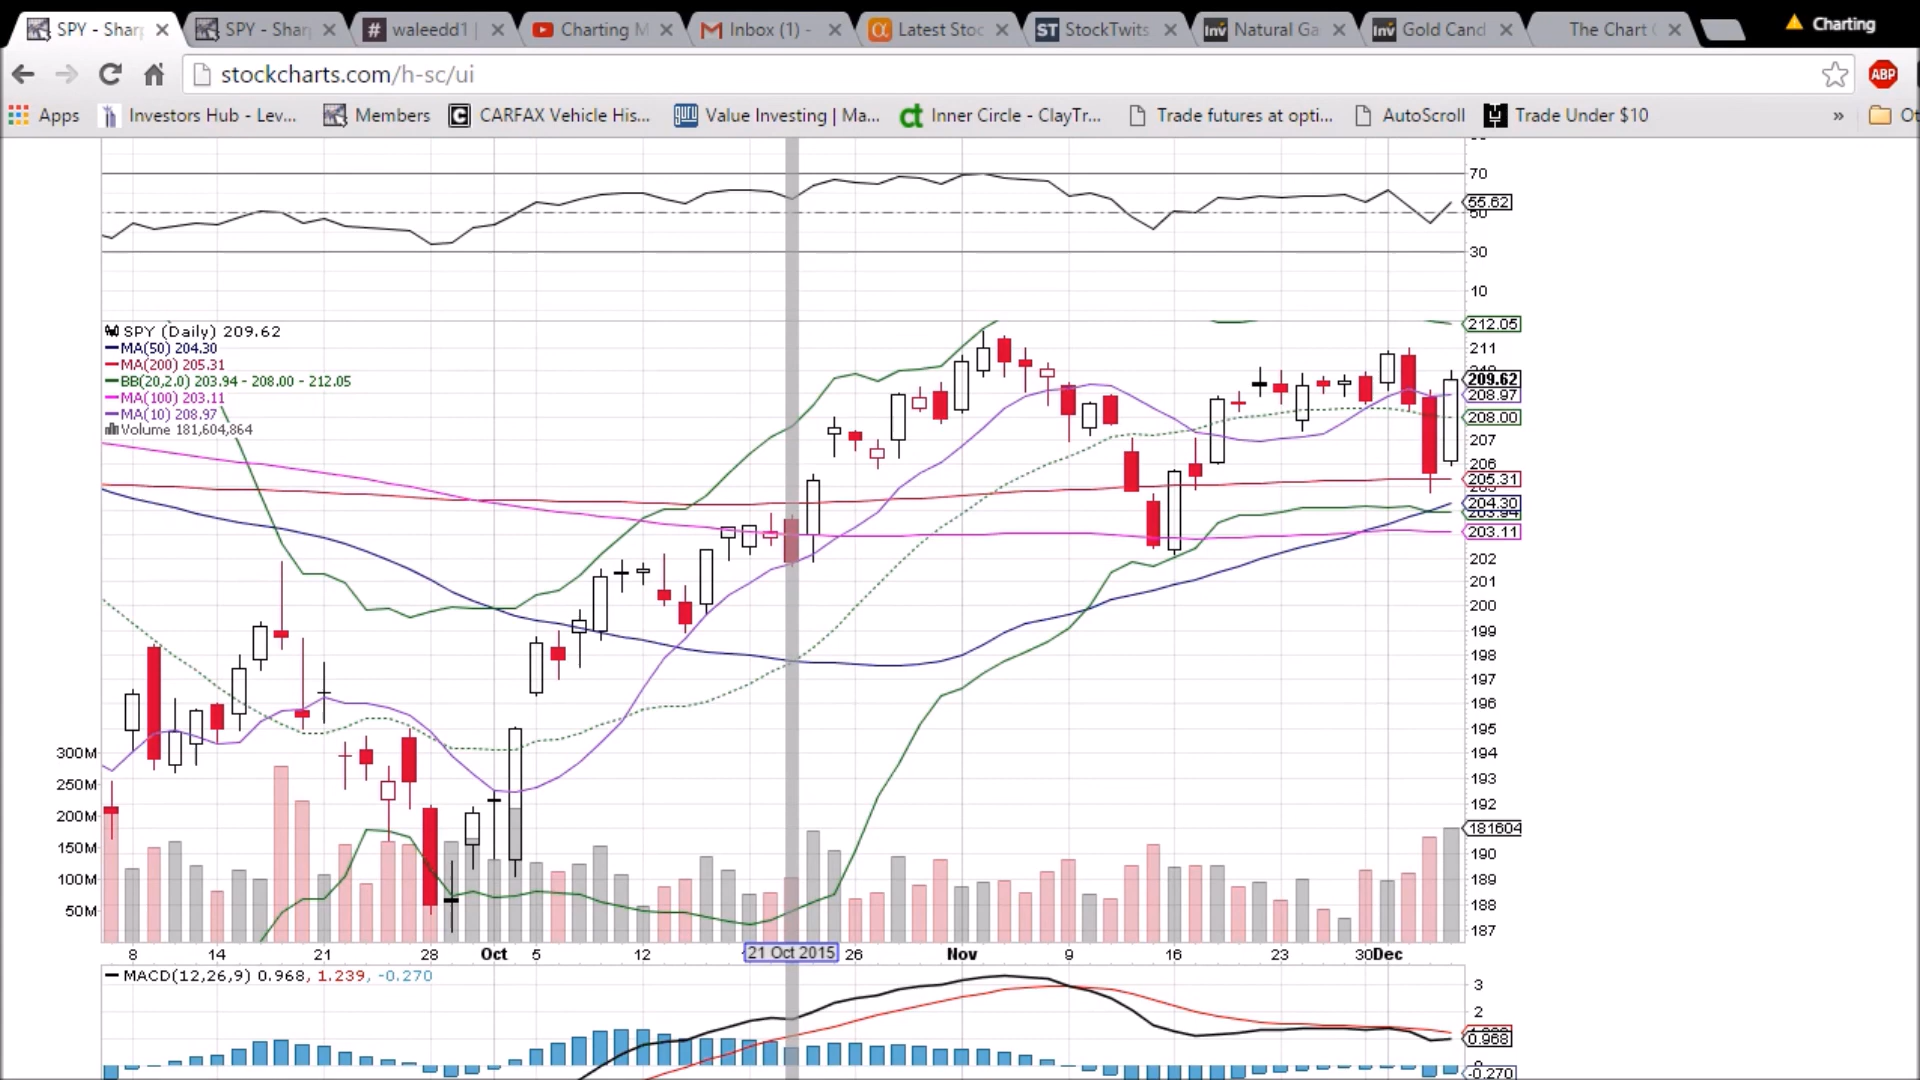 SPY - Shar
SPY - Shar
waleedd1 |
Charting M
Inbox (1) -
Latest Stoc
StockTwits
Natural Ga
Gold Cand
The Chart
Charting
stockcharts.com/h-sc/ui
ABP
Apps
Investors Hub - Lev...
Members
CARFAX Vehicle His...
Value Investing | Ma...
Inner Circle - ClayTr...
Trade futures at opti...
AutoScroll
Trade Under $10
»
Ot
70
55.62
50
30
10
SPY (Daily) 209.62
MA(50) 204.30
MA(200) 205.31
BB(20,2.0) 203.94 - 208.00 - 212.05
MA(100) 203.11
MA(10) 208.97
Volume 181,604,864
212.05
211
209.62
208.97
208.00
207
206
205.31
204.30
203.94
203.11
202
201
200
199
198
197
196
195
194
193
192
181604
190
189
188
187
300M
250M
200M
150M
100M
50M
8 14 21 28 Oct 5 12 21 Oct 2015 26 Nov 9 16 23 30 Dec
MACD(12,26,9) 0.968, 1.239, -0.270
3
2
0.968
-0.270